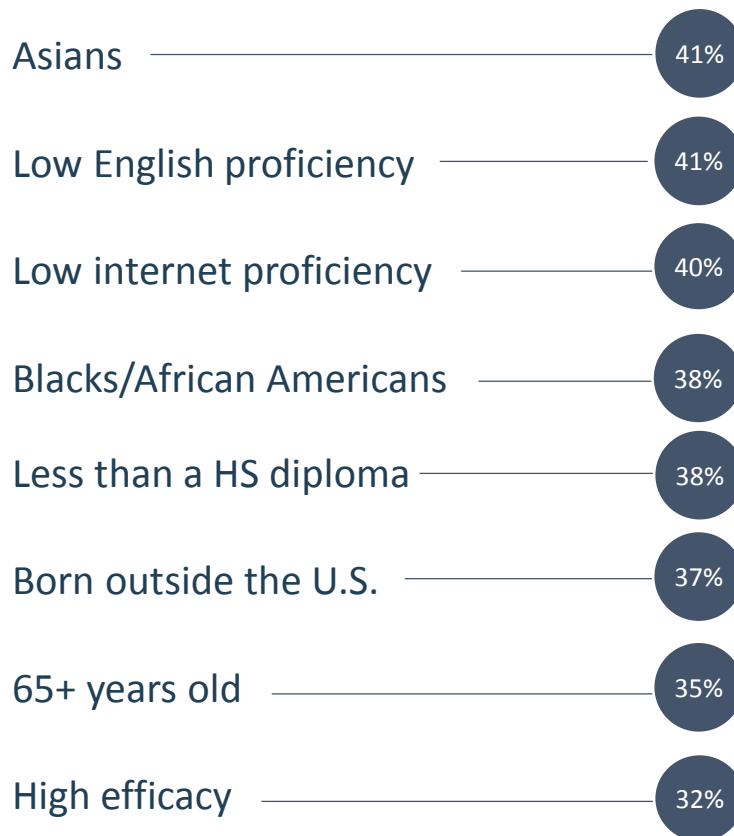 Asians 41%
Low English proficiency 41%
Low internet proficiency 40%
Blacks/African Americans 38%
Less than a HS diploma 38%
Born outside the U.S. 37%
65+ years old 35%
High efficacy 32%